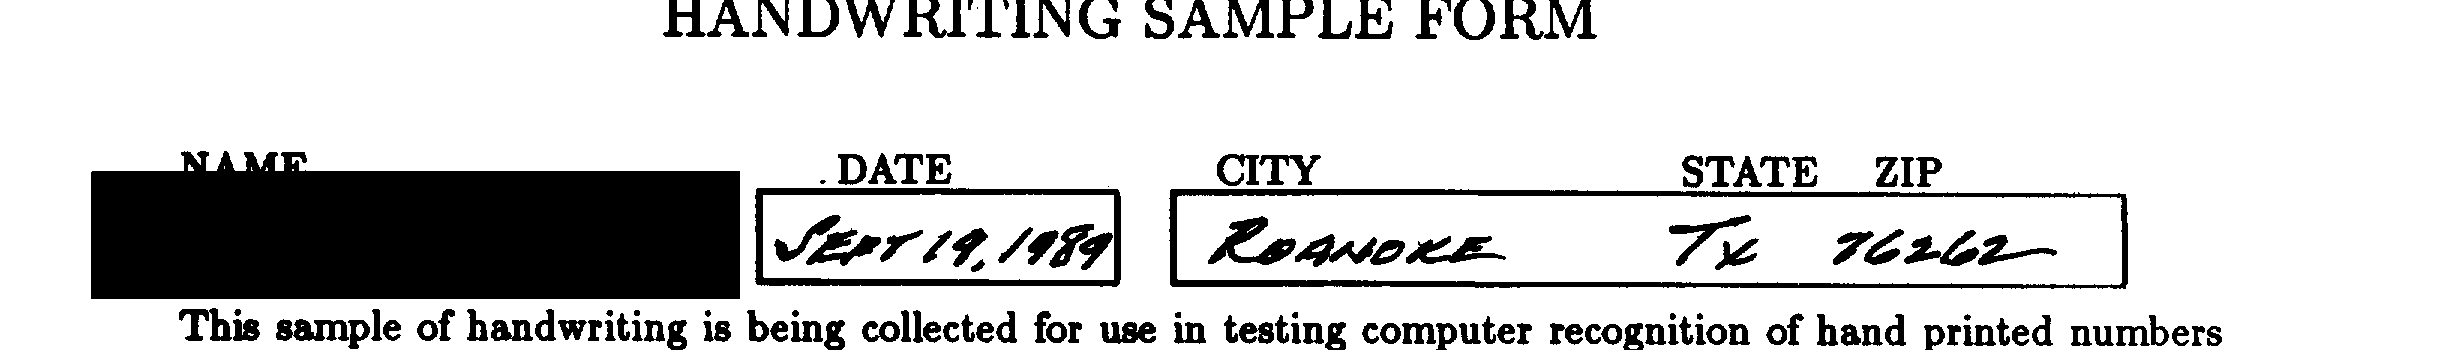 HANDWRITING SAMPLE FORM
NAME DATE CITY STATE ZIP
SEPT 19, 1989 ROANOKE TX 76262
This sample of handwriting is being collected for use in testing computer recognition of hand printed numbers